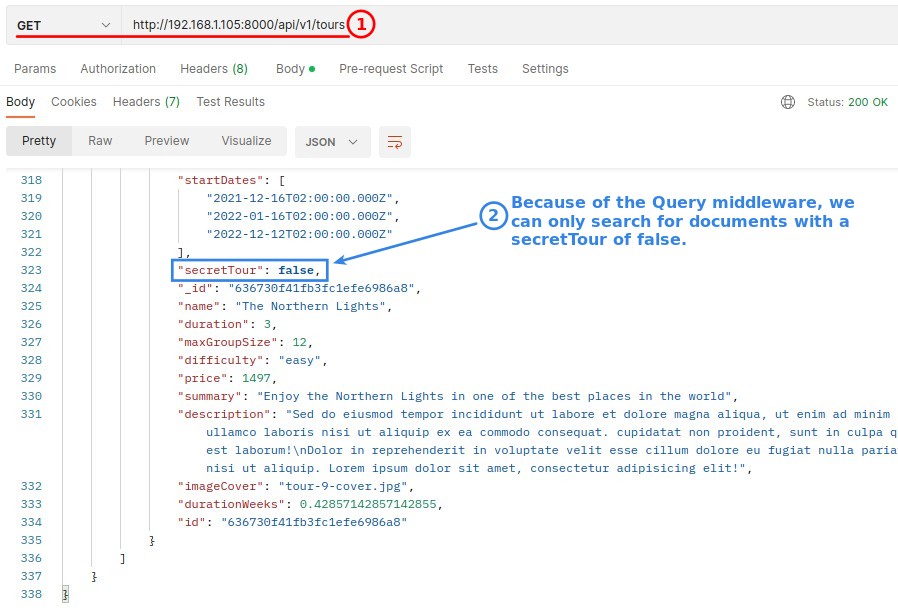 GET http://192.168.1.105:8000/api/v1/tours 1
Params Authorization Headers (8) Body Pre-request Script Tests Settings
Body Cookies Headers (7) Test Results Status: 200 OK
Pretty Raw Preview Visualize JSON
318 "startDates": [
319 "2021-12-16T02:00:00.000Z",
320 "2022-01-16T02:00:00.000Z",
321 "2022-12-12T02:00:00.000Z"
2 Because of the Query middleware, we
can only search for documents with a
secretTour of false.
322 ],
323 "secretTour": false,
324 "_id": "636730f41fb3fc1efe6986a8",
325 "name": "The Northern Lights",
326 "duration": 3,
327 "maxGroupSize": 12,
328 "difficulty": "easy",
329 "price": 1497,
330 "summary": "Enjoy the Northern Lights in one of the best places in the world",
331 "description": "Sed do eiusmod tempor incididunt ut labore et dolore magna aliqua, ut enim ad minim
ullamco laboris nisi ut aliquip ex ea commodo consequat. cupidatat non proident, sunt in culpa q
est laborum!\nDolor in reprehenderit in voluptate velit esse cillum dolore eu fugiat nulla paria
nisi ut aliquip. Lorem ipsum dolor sit amet, consectetur adipisicing elit!",
332 "imageCover": "tour-9-cover.jpg",
333 "durationWeeks": 0.42857142857142855,
334 "id": "636730f41fb3fc1efe6986a8"
335 }
336 ]
337 }
338 }